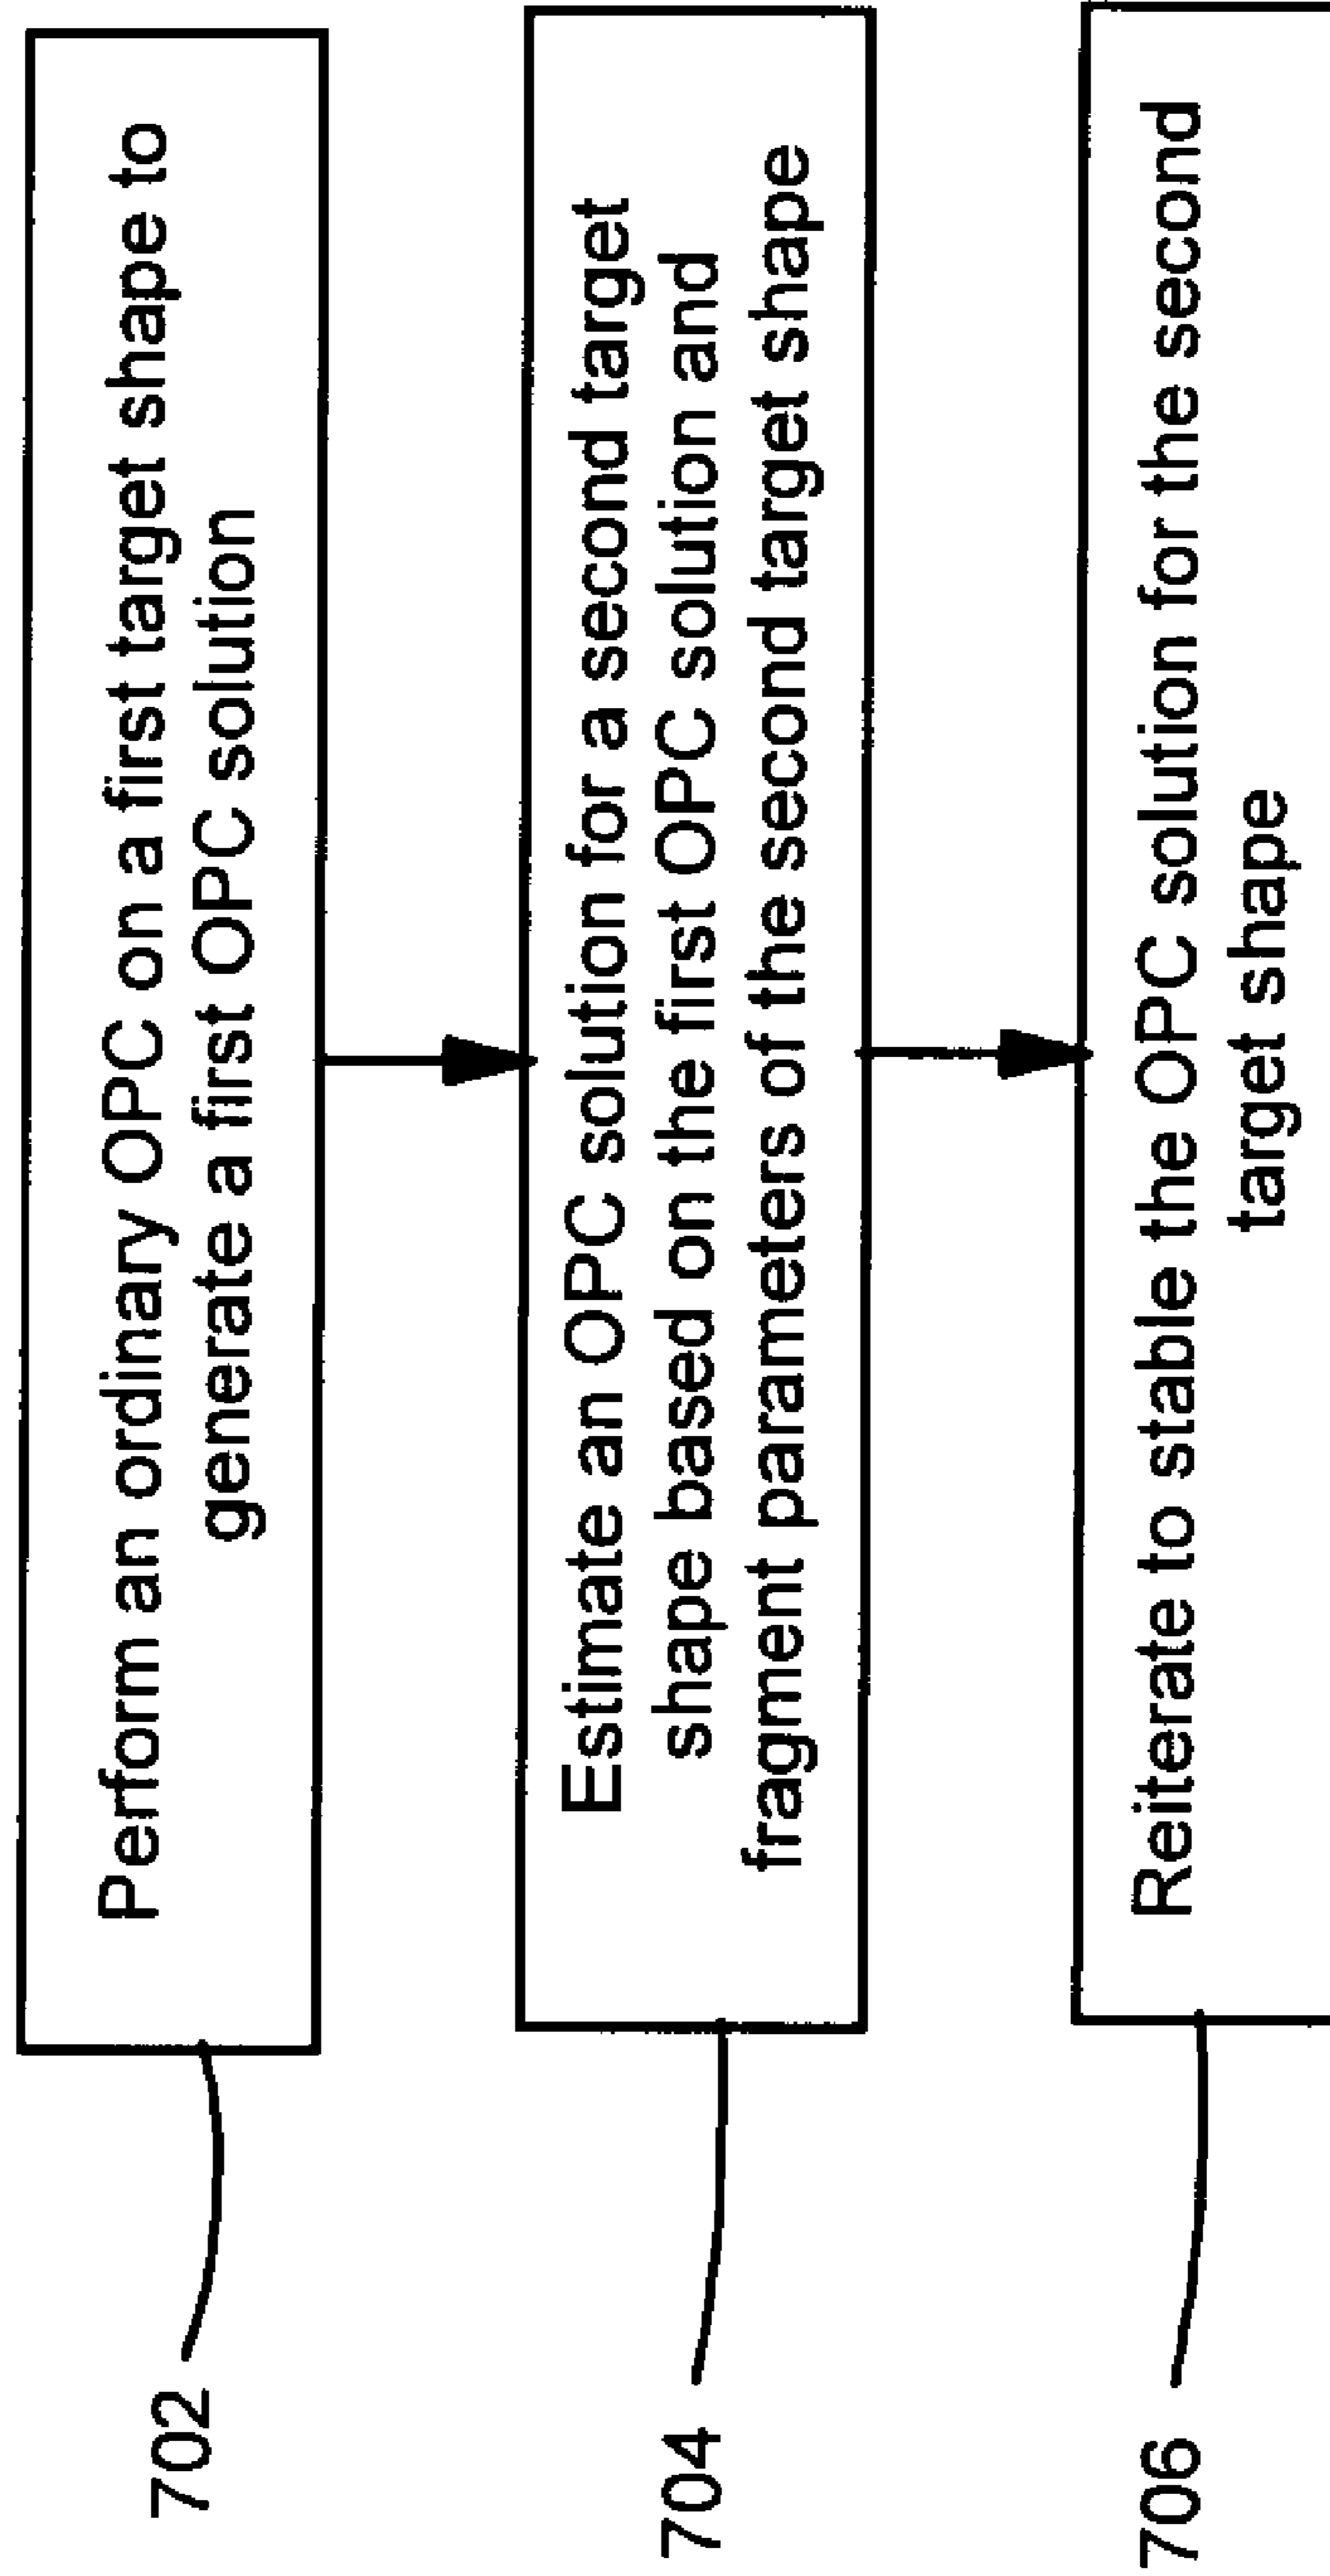 702
Perform an ordinary OPC on a first target shape to
generate a first OPC solution
704
Estimate an OPC solution for a second target
shape based on the first OPC solution and
fragment parameters of the second target shape
706
Reiterate to stable the OPC solution for the second
target shape